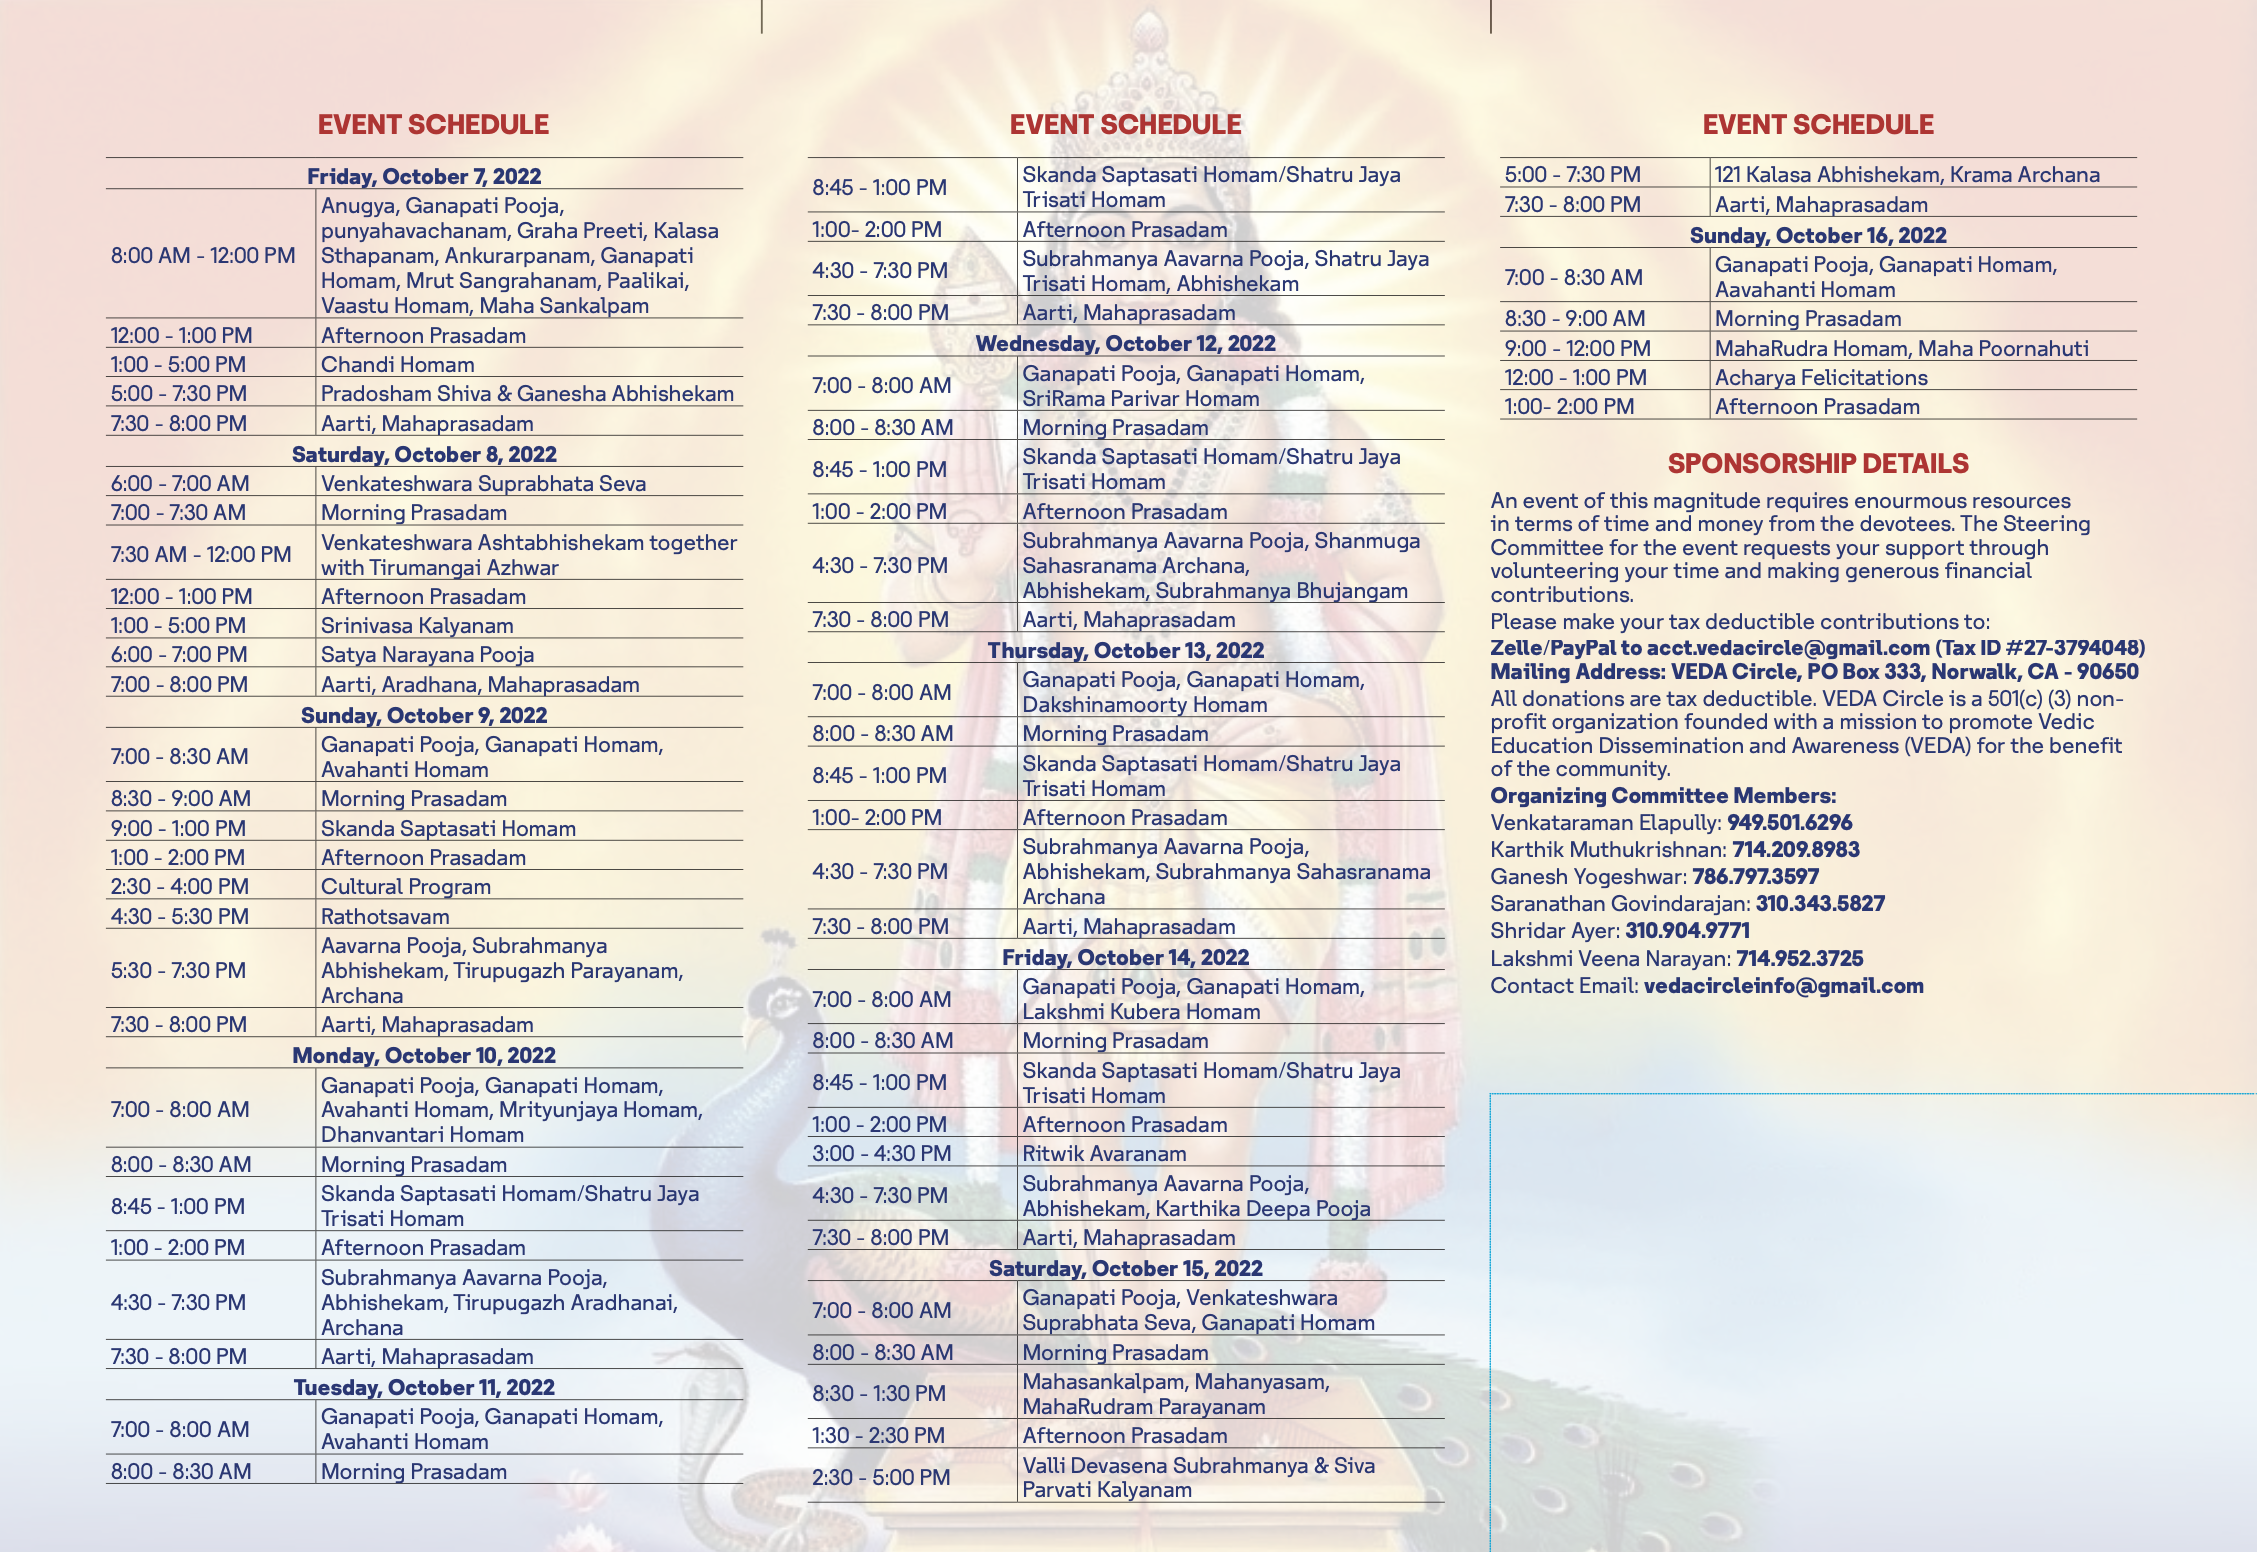 EVENT SCHEDULE
Friday, October 7, 2022
8:00 AM - 12:00 PM
Anugya, Ganapati Pooja,
punyahavachanam, Graha Preeti, Kalasa
Sthapanam, Ankurarpanam, Ganapati
Homam, Mrut Sangrahanam, Paalikai,
Vaastu Homam, Maha Sankalpam
12:00 - 1:00 PM Afternoon Prasadam
1:00 - 5:00 PM Chandi Homam
5:00 - 7:30 PM Pradosham Shiva & Ganesha Abhishekam
7:30 - 8:00 PM Aarti, Mahaprasadam
Saturday, October 8, 2022
6:00 - 7:00 AM Venkateshwara Suprabhata Seva
7:00 - 7:30 AM Morning Prasadam
7:30 AM - 12:00 PM
Venkateshwara Ashtabhishekam together
with Tirumangai Azhwar
12:00 - 1:00 PM Afternoon Prasadam
1:00 - 5:00 PM Srinivasa Kalyanam
6:00 - 7:00 PM Satya Narayana Pooja
7:00 - 8:00 PM Aarti, Aradhana, Mahaprasadam
Sunday, October 9, 2022
7:00 - 8:30 AM
Ganapati Pooja, Ganapati Homam,
Avahanti Homam
8:30 - 9:00 AM Morning Prasadam
9:00 - 1:00 PM Skanda Saptasati Homam
1:00 - 2:00 PM Afternoon Prasadam
2:30 - 4:00 PM Cultural Program
4:30 - 5:30 PM Rathotsavam
5:30 - 7:30 PM
Aavarna Pooja, Subrahmanya
Abhishekam, Tirupugazh Parayanam,
Archana
7:30 - 8:00 PM Aarti, Mahaprasadam
Monday, October 10, 2022
7:00 - 8:00 AM
Ganapati Pooja, Ganapati Homam,
Avahanti Homam, Mrityunjaya Homam,
Dhanvantari Homam
8:00 - 8:30 AM Morning Prasadam
8:45 - 1:00 PM
Skanda Saptasati Homam/Shatru Jaya
Trisati Homam
1:00 - 2:00 PM Afternoon Prasadam
4:30 - 7:30 PM
Subrahmanya Aavarna Pooja,
Abhishekam, Tirupugazh Aradhanai,
Archana
7:30 - 8:00 PM Aarti, Mahaprasadam
Tuesday, October 11, 2022
7:00 - 8:00 AM
Ganapati Pooja, Ganapati Homam,
Avahanti Homam
8:00 - 8:30 AM Morning Prasadam
EVENT SCHEDULE
8:45 - 1:00 PM
Skanda Saptasati Homam/Shatru Jaya
Trisati Homam
1:00- 2:00 PM Afternoon Prasadam
4:30 - 7:30 PM
Subrahmanya Aavarna Pooja, Shatru Jaya
Trisati Homam, Abhishekam
7:30 - 8:00 PM Aarti, Mahaprasadam
Wednesday, October 12, 2022
7:00 - 8:00 AM
Ganapati Pooja, Ganapati Homam,
SriRama Parivar Homam
8:00 - 8:30 AM Morning Prasadam
8:45 - 1:00 PM
Skanda Saptasati Homam/Shatru Jaya
Trisati Homam
1:00 - 2:00 PM Afternoon Prasadam
4:30 - 7:30 PM
Subrahmanya Aavarna Pooja, Shanmuga
Sahasranama Archana,
Abhishekam, Subrahmanya Bhujangam
7:30 - 8:00 PM Aarti, Mahaprasadam
Thursday, October 13, 2022
7:00 - 8:00 AM
Ganapati Pooja, Ganapati Homam,
Dakshinamoorty Homam
8:00 - 8:30 AM Morning Prasadam
8:45 - 1:00 PM
Skanda Saptasati Homam/Shatru Jaya
Trisati Homam
1:00- 2:00 PM Afternoon Prasadam
4:30 - 7:30 PM
Subrahmanya Aavarna Pooja,
Abhishekam, Subrahmanya Sahasranama
Archana
7:30 - 8:00 PM Aarti, Mahaprasadam
Friday, October 14, 2022
7:00 - 8:00 AM
Ganapati Pooja, Ganapati Homam,
Lakshmi Kubera Homam
8:00 - 8:30 AM Morning Prasadam
8:45 - 1:00 PM
Skanda Saptasati Homam/Shatru Jaya
Trisati Homam
1:00 - 2:00 PM Afternoon Prasadam
3:00 - 4:30 PM Ritwik Avaranam
4:30 - 7:30 PM
Subrahmanya Aavarna Pooja,
Abhishekam, Karthika Deepa Pooja
7:30 - 8:00 PM Aarti, Mahaprasadam
Saturday, October 15, 2022
7:00 - 8:00 AM
Ganapati Pooja, Venkateshwara
Suprabhata Seva, Ganapati Homam
8:00 - 8:30 AM Morning Prasadam
8:30 - 1:30 PM
Mahasankalpam, Mahanyasam,
MahaRudram Parayanam
1:30 - 2:30 PM Afternoon Prasadam
2:30 - 5:00 PM
Valli Devasena Subrahmanya & Siva
Parvati Kalyanam
EVENT SCHEDULE
5:00 - 7:30 PM 121 Kalasa Abhishekam, Krama Archana
7:30 - 8:00 PM Aarti, Mahaprasadam
Sunday, October 16, 2022
7:00 - 8:30 AM
Ganapati Pooja, Ganapati Homam,
Aavahanti Homam
8:30 - 9:00 AM Morning Prasadam
9:00 - 12:00 PM MahaRudra Homam, Maha Poornahuti
12:00 - 1:00 PM Acharya Felicitations
1:00- 2:00 PM Afternoon Prasadam
SPONSORSHIP DETAILS
An event of this magnitude requires enourmous resources
in terms of time and money from the devotees. The Steering
Committee for the event requests your support through
volunteering your time and making generous financial
contributions.
Please make your tax deductible contributions to:
Zelle/PayPal to acct.vedacircle@gmail.com (Tax ID #27-3794048)
Mailing Address: VEDA Circle, PO Box 333, Norwalk, CA - 90650
All donations are tax deductible. VEDA Circle is a 501(c) (3) non-
profit organization founded with a mission to promote Vedic
Education Dissemination and Awareness (VEDA) for the benefit
of the community.
Organizing Committee Members:
Venkataraman Elapully: 949.501.6296
Karthik Muthukrishnan: 714.209.8983
Ganesh Yogeshwar: 786.797.3597
Saranathan Govindarajan: 310.343.5827
Shridar Ayer: 310.904.9771
Lakshmi Veena Narayan: 714.952.3725
Contact Email: vedacircleinfo@gmail.com